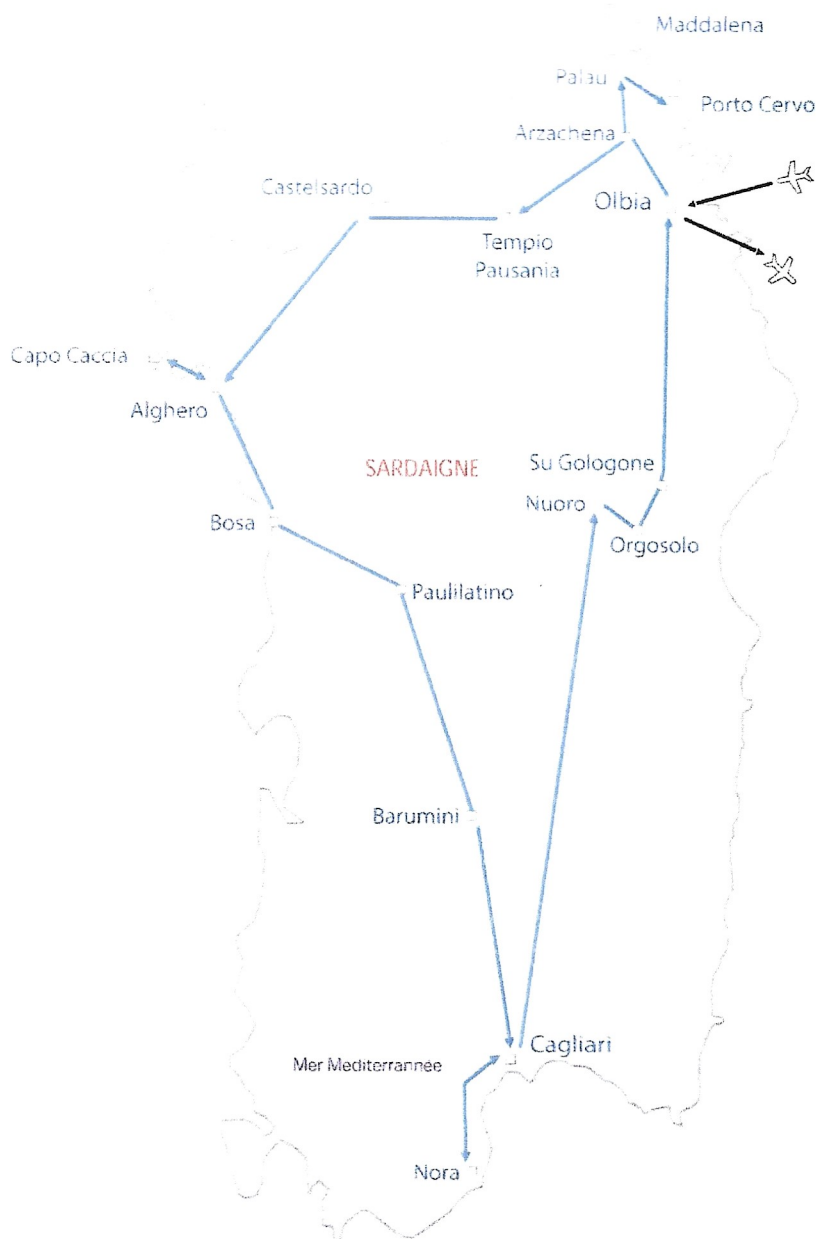 Maddalena
Palau
Porto Cervo
Arzachena
Castelsardo
Olbia
Tempio
Pausania
Capo Caccia
Alghero
SARDAIGNE
Su Gologone
Nuoro
Bosa
Orgosolo
Paulilatino
Barumini
Cagliari
Mer Mediterrannée
Nora